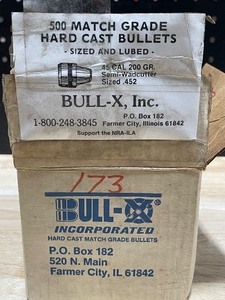 500 MATCH GRADE
HARD CAST BULLETS
- SIZED AND LUBED -
45 CAL 200 GR.
Semi-Wadcutter
Sized .452
BULL-X, Inc.
1-800-248-3845
P.O. Box 182
Farmer City, Illinois 61842
Support the NRA-ILA
173
BULL-X
INCORPORATED
HARD CAST MATCH GRADE BULLETS
P.O. Box 182
520 N. Main
Farmer City, IL 61842